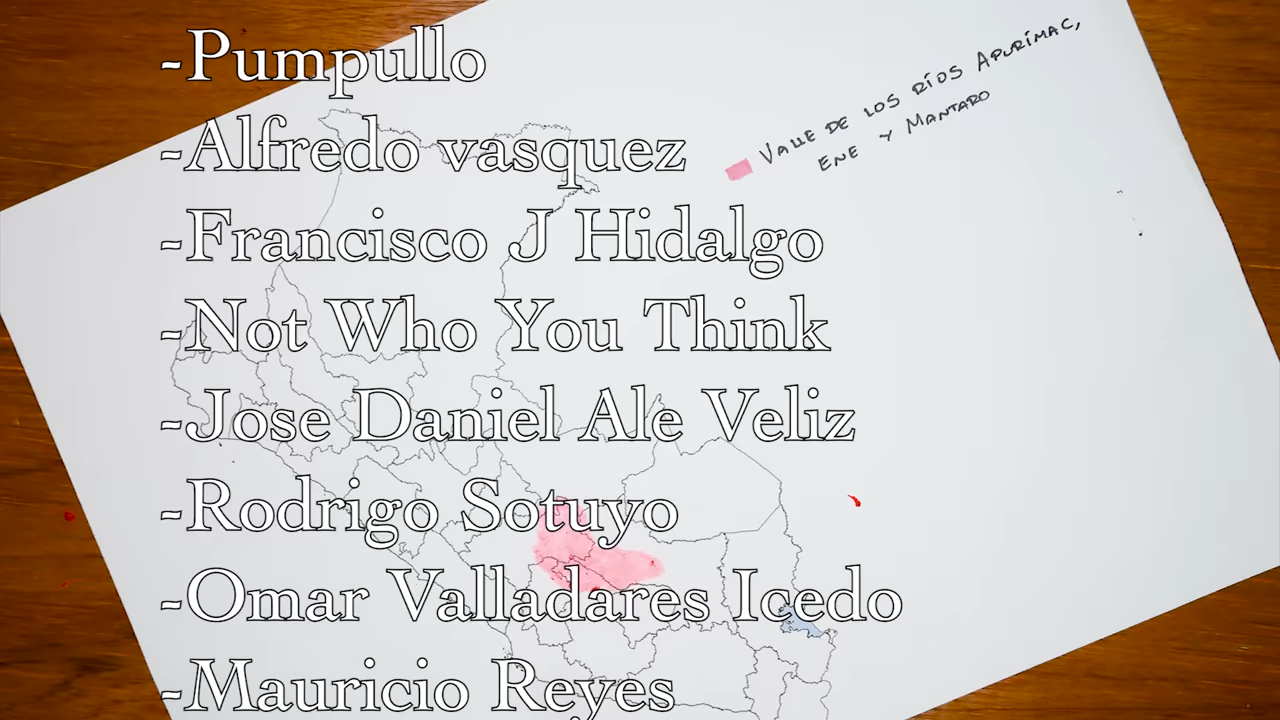 -Pumpullo
-Alfredo vasquez
-Francisco J Hidalgo
-Not Who You Think
-Jose Daniel Ale Veliz
-Rodrigo Sotuyo
-Omar Valladares Icedo
-Mauricio Reyes
VALLE DE LOS RÍOS APURÍMAC,
ENE Y MANTARO